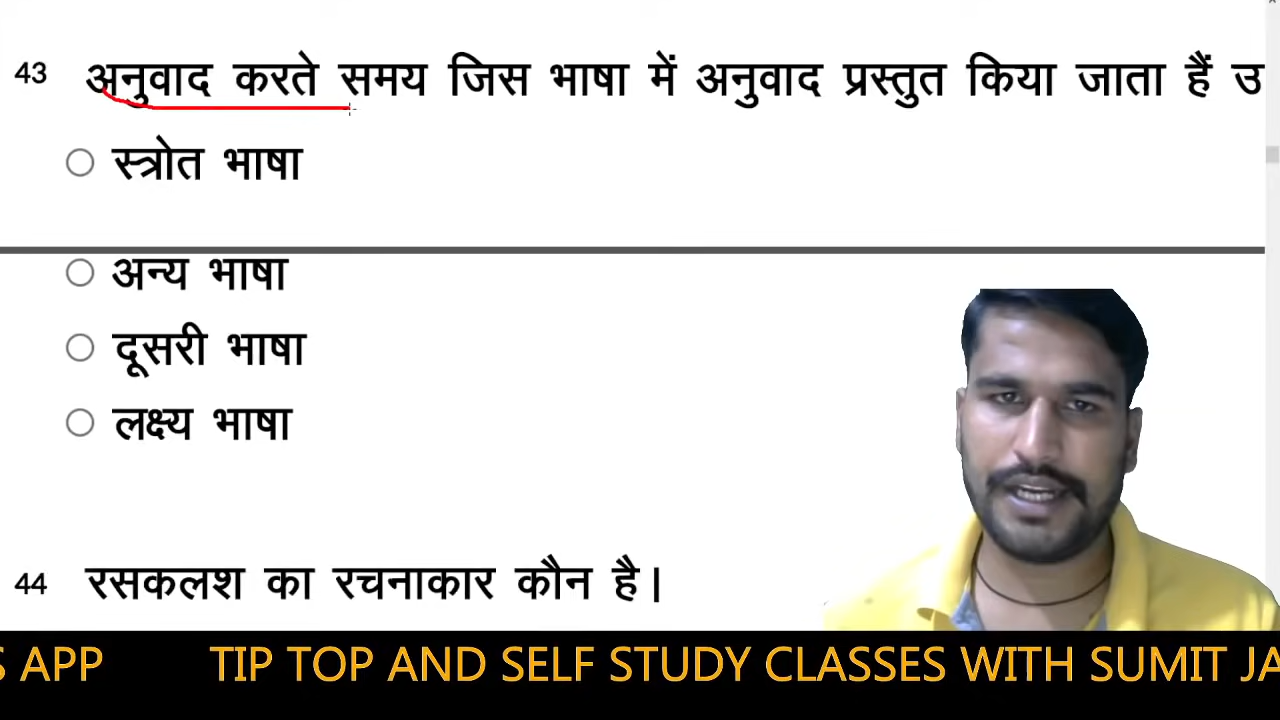 43 अनुवाद करते समय जिस भाषा में अनुवाद प्रस्तुत किया जाता हैं उ
स्त्रोत भाषा
अन्य भाषा
दूसरी भाषा
लक्ष्य भाषा
44 रसकलश का रचनाकार कौन है|
S APP TIP TOP AND SELF STUDY CLASSES WITH SUMIT JA